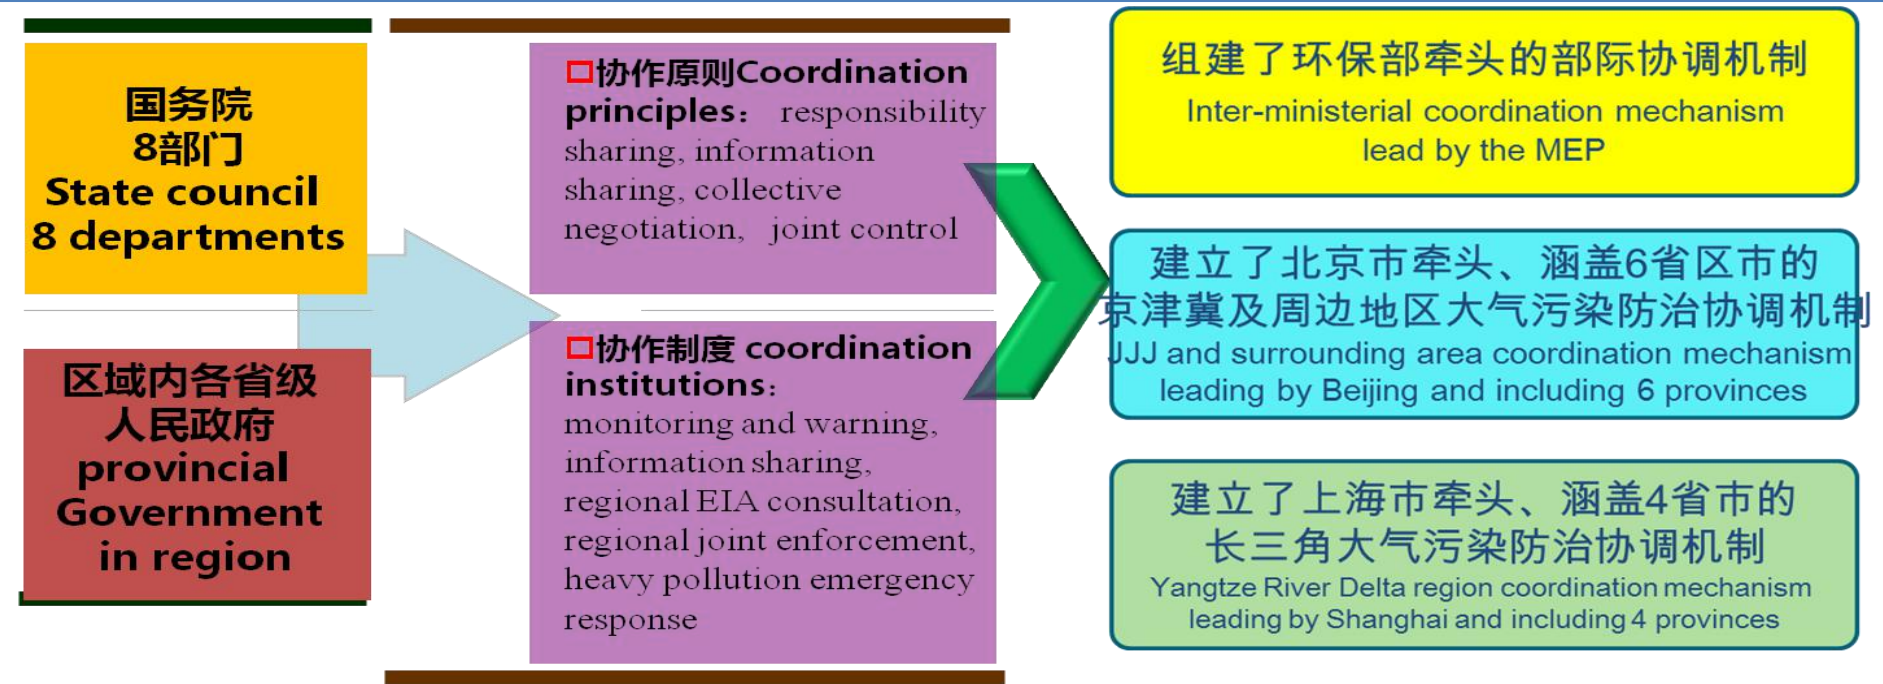 国务院
8部门
State council
8 departments
区域内各省级
人民政府
provincial
Government
in region
协作原则Coordination
principles： responsibility
sharing, information
sharing, collective
negotiation, joint control
协作制度 coordination
institutions：
monitoring and warning,
information sharing,
regional EIA consultation,
regional joint enforcement,
heavy pollution emergency
response
组建了环保部牵头的部际协调机制
Inter-ministerial coordination mechanism
lead by the MEP
建立了北京市牵头、涵盖6省区市的
京津冀及周边地区大气污染防治协调机制
JJJ and surrounding area coordination mechanism
leading by Beijing and including 6 provinces
建立了上海市牵头、涵盖4省市的
长三角大气污染防治协调机制
Yangtze River Delta region coordination mechanism
leading by Shanghai and including 4 provinces